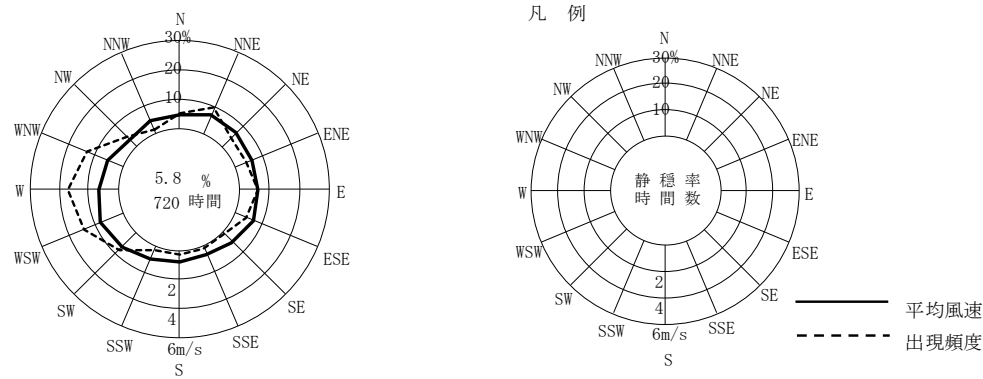 凡 例
N
30%
NNW
NNE
20
NW
NE
10
WNW
ENE
5.8 %
720 時間
W
E
WSW
ESE
2
SW
SE
4
SSW
SSE
6m/s
S
N
30%
NNW
NNE
20
NW
NE
10
WNW
ENE
静 穏 率
時 間 数
W
E
WSW
ESE
2
SW
SE
4
SSW
SSE
6m/s
S
平均風速
出現頻度